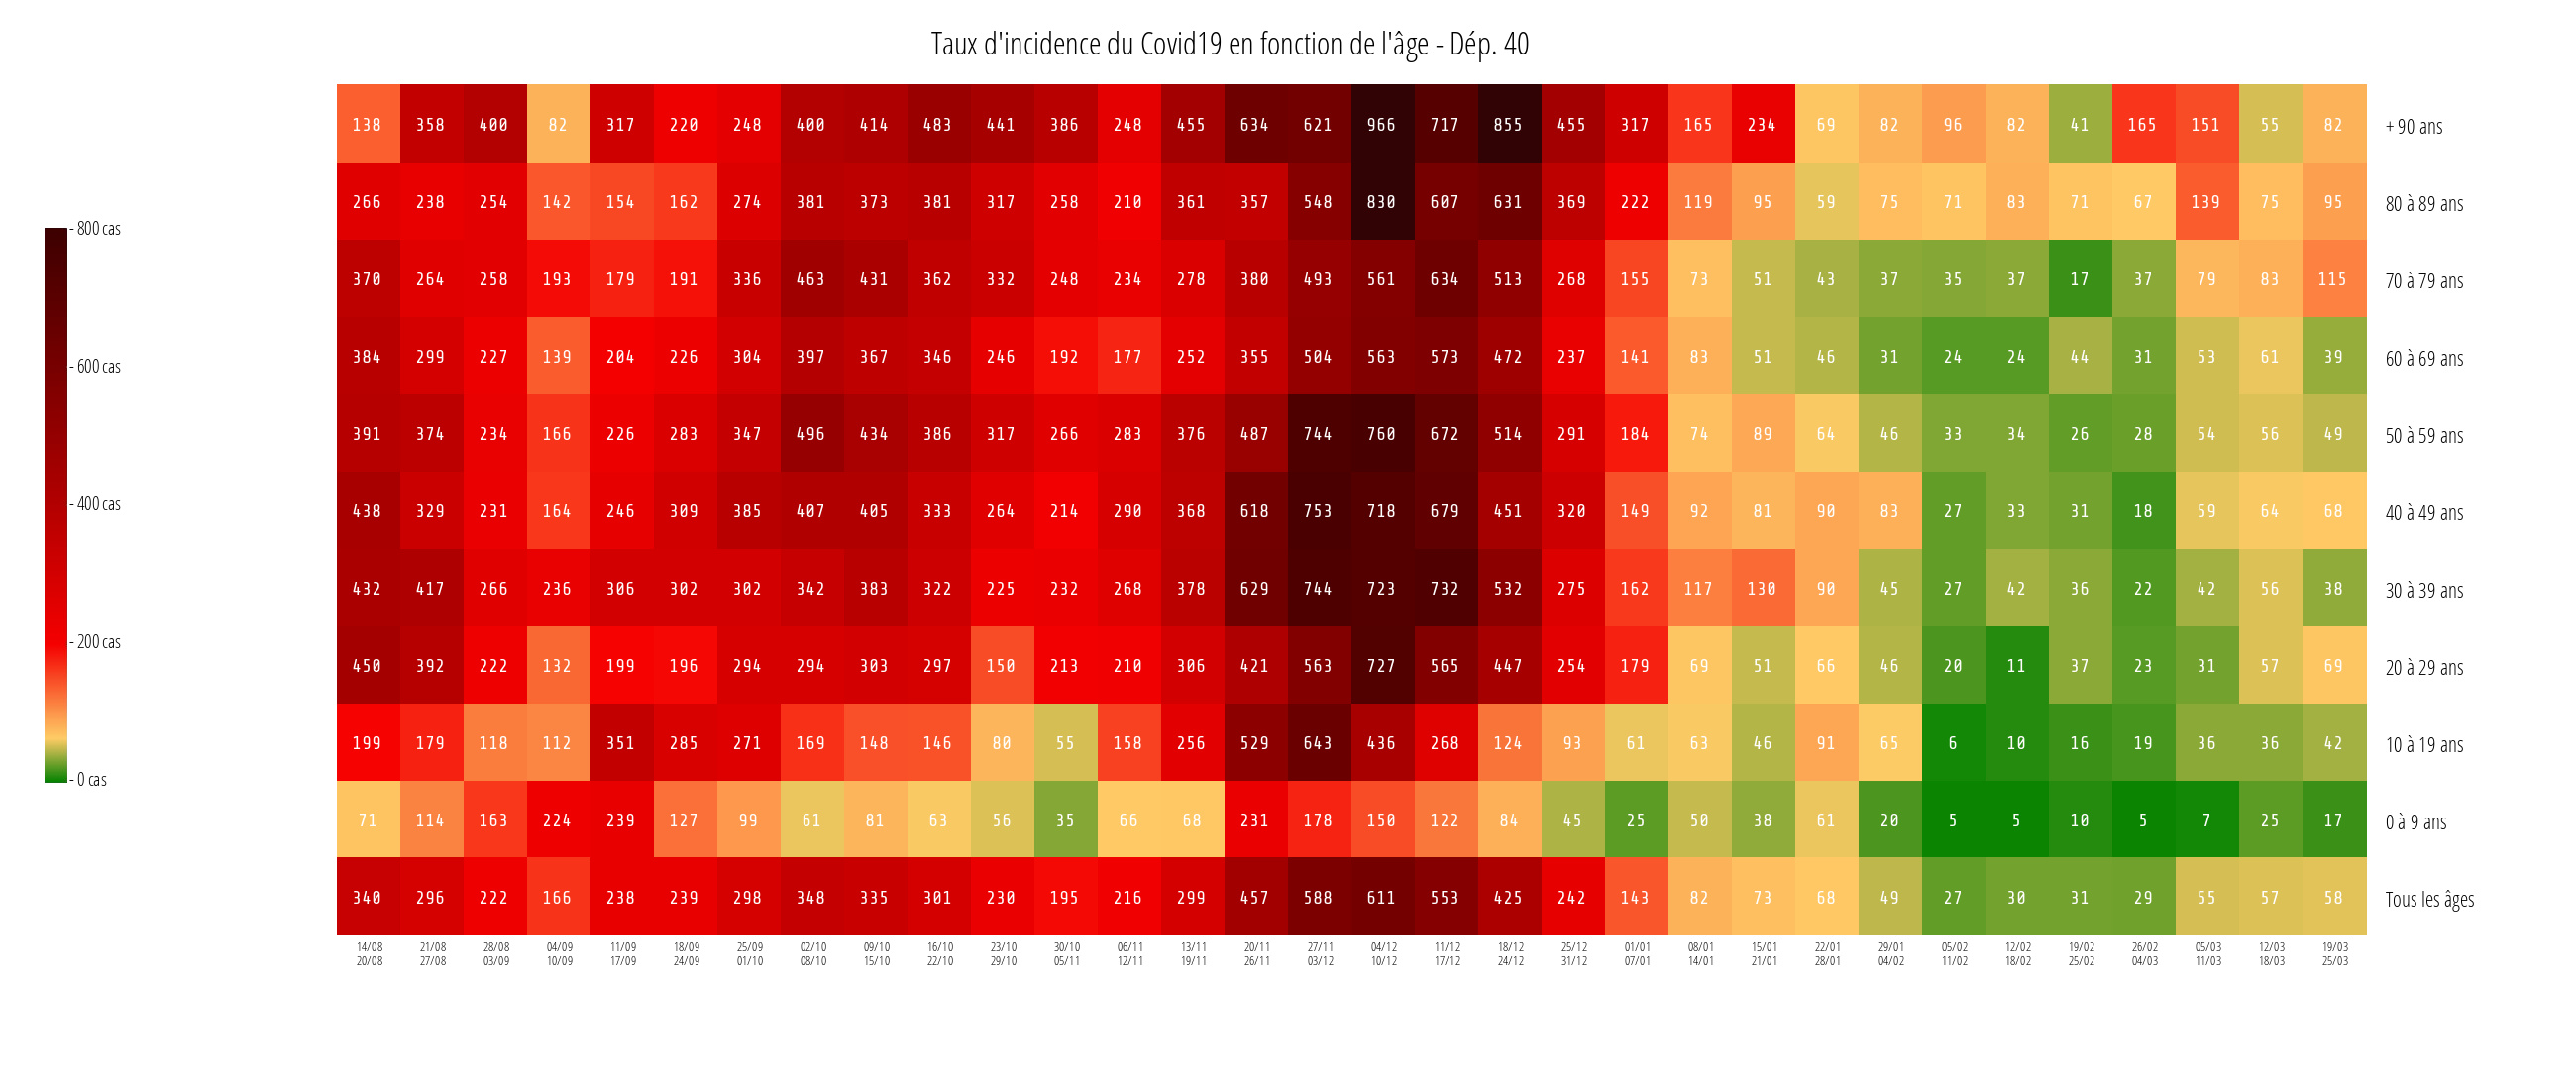 Taux d'incidence du Covid19 en fonction de l'âge - Dép. 40
- 800 cas
- 600 cas
- 400 cas
- 200 cas
- 0 cas
138 358 400 82 317 220 248 400 414 483 441 386 248 455 634 621 966 717 855 455 317 165 234 69 82 96 82 41 165 151 55 82 + 90 ans
266 238 254 142 154 162 274 381 373 381 317 258 210 361 357 548 830 607 631 369 222 119 95 59 75 71 83 71 67 139 75 95 80 à 89 ans
370 264 258 193 179 191 336 463 431 362 332 248 234 278 380 493 561 634 513 268 155 73 51 43 37 35 37 17 37 79 83 115 70 à 79 ans
384 299 227 139 204 226 304 397 367 346 246 192 177 252 355 504 563 573 472 237 141 83 51 46 31 24 24 44 31 53 61 39 60 à 69 ans
391 374 234 166 226 283 347 496 434 386 317 266 283 376 487 744 760 672 514 291 184 74 89 64 46 33 34 26 28 54 56 49 50 à 59 ans
438 329 231 164 246 309 385 407 405 333 264 214 290 368 618 753 718 679 451 320 149 92 81 90 83 27 33 31 18 59 64 68 40 à 49 ans
432 417 266 236 306 302 302 342 383 322 225 232 268 378 629 744 723 732 532 275 162 117 130 90 45 27 42 36 22 42 56 38 30 à 39 ans
450 392 222 132 199 196 294 294 303 297 150 213 210 306 421 563 727 565 447 254 179 69 51 66 46 20 11 37 23 31 57 69 20 à 29 ans
199 179 118 112 351 285 271 169 148 146 80 55 158 256 529 643 436 268 124 93 61 63 46 91 65 6 10 16 19 36 36 42 10 à 19 ans
71 114 163 224 239 127 99 61 81 63 56 35 66 68 231 178 150 122 84 45 25 50 38 61 20 5 5 10 5 7 25 17 0 à 9 ans
340 296 222 166 238 239 298 348 335 301 230 195 216 299 457 588 611 553 425 242 143 82 73 68 49 27 30 31 29 55 57 58 Tous les âges
14/08 21/08 28/08 04/09 11/09 18/09 25/09 02/10 09/10 16/10 23/10 30/10 06/11 13/11 20/11 27/11 04/12 11/12 18/12 25/12 01/01 08/01 15/01 22/01 29/01 05/02 12/02 19/02 26/02 05/03 12/03 19/03
20/08 27/08 03/09 10/09 17/09 24/09 01/10 08/10 15/10 22/10 29/10 05/11 12/11 19/11 26/11 03/12 10/12 17/12 24/12 31/12 07/01 14/01 21/01 28/01 04/02 11/02 18/02 25/02 04/03 11/03 18/03 25/03